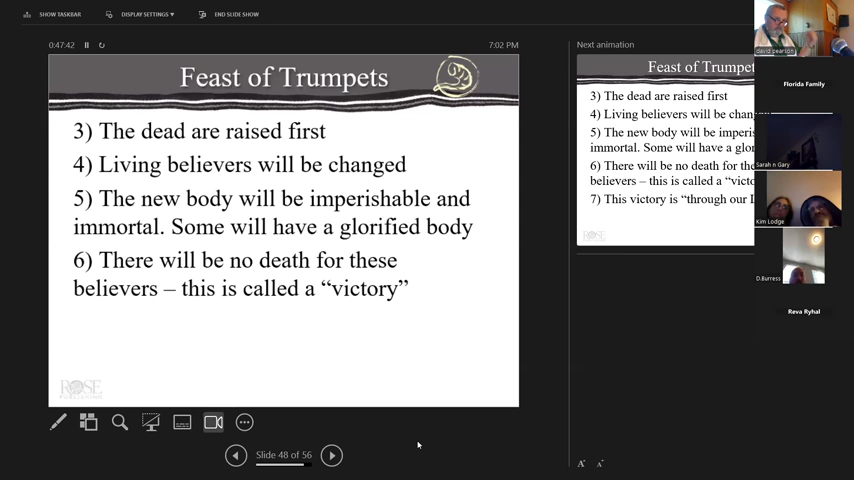 SHOW TASKBAR
DISPLAY SETTINGS ▾
END SLIDE SHOW
0:47:42
7:02 PM
Feast of Trumpets
3) The dead are raised first
4) Living believers will be changed
5) The new body will be imperishable and
immortal. Some will have a glorified body
6) There will be no death for these
believers – this is called a “victory”
ROSE
PUBLISHING
Slide 48 of 56
Next animation
Feast of Trumpe
3) The dead are raised first
4) Living believers will be chan
5) The new body will be imperis
immortal. Some will have a glor
6) There will be no death for the
believers – this is called a “victo
7) This victory is “through our
ROSE
A A
david pearson
Florida Family
Sarah n Gary
Kim Lodge
D.Burress
Reva Ryhal